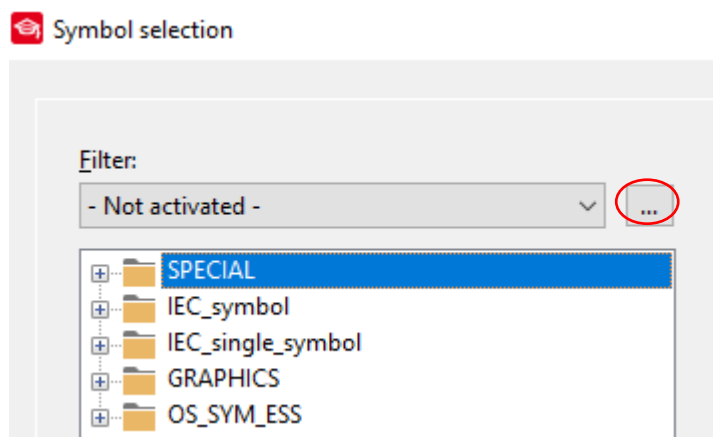 Symbol selection
Filter:
- Not activated -
...
SPECIAL
IEC_symbol
IEC_single_symbol
GRAPHICS
OS_SYM_ESS